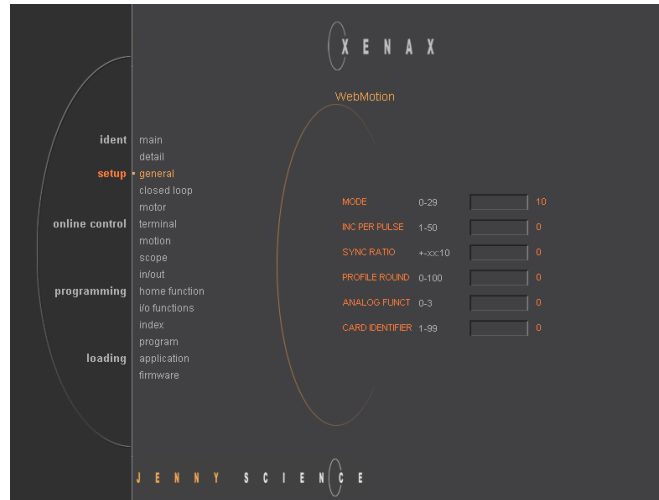 XENAX
WebMotion
ident main
detail
setup general
closed loop
motor
online control terminal
motion
scope
in/out
programming home function
i/o functions
index
program
loading application
firmware
MODE 0-29 10
INC PER PULSE 1-50 0
SYNC RATIO +-xx:10 0
PROFILE ROUND 0-100 0
ANALOG FUNCT 0-3 0
CARD IDENTIFIER 1-99 0
JENNY SCIENCE